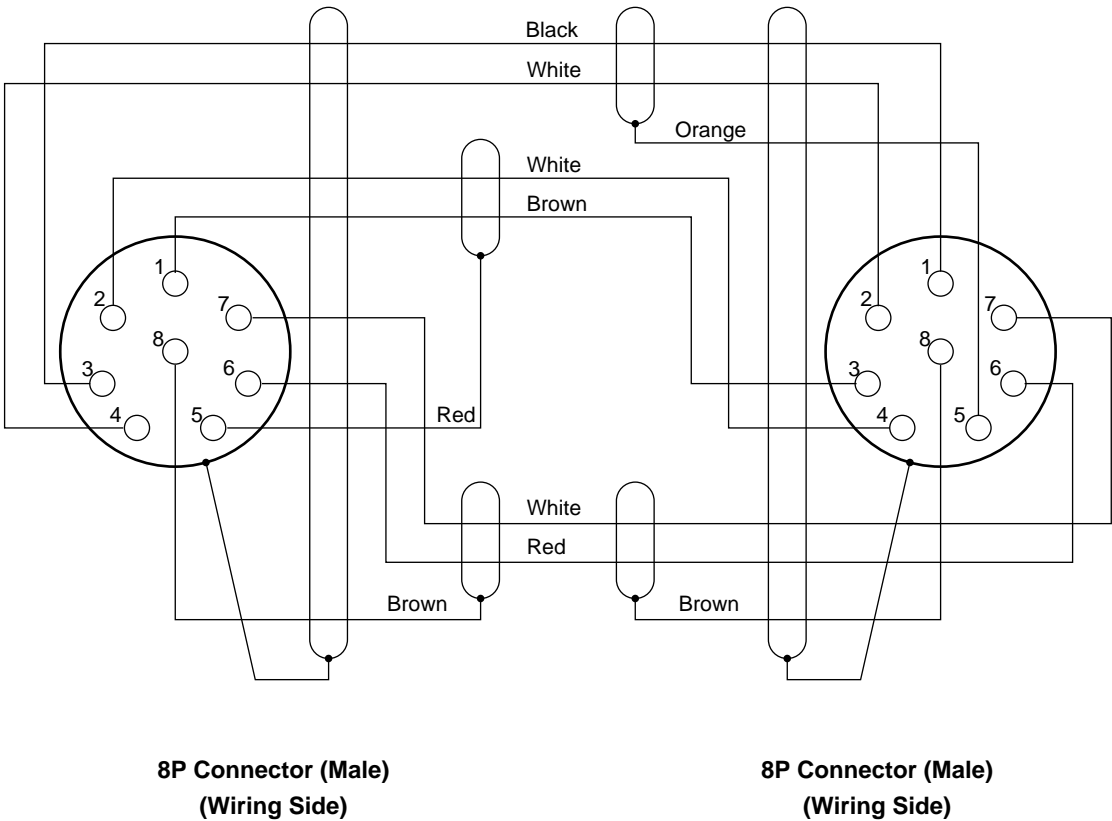 Black
White
Orange
White
Brown
1
2
7
8
3
6
4
5
1
2
7
8
3
6
4
5
Red
White
Red
Brown
Brown
8P Connector (Male)
(Wiring Side)
8P Connector (Male)
(Wiring Side)